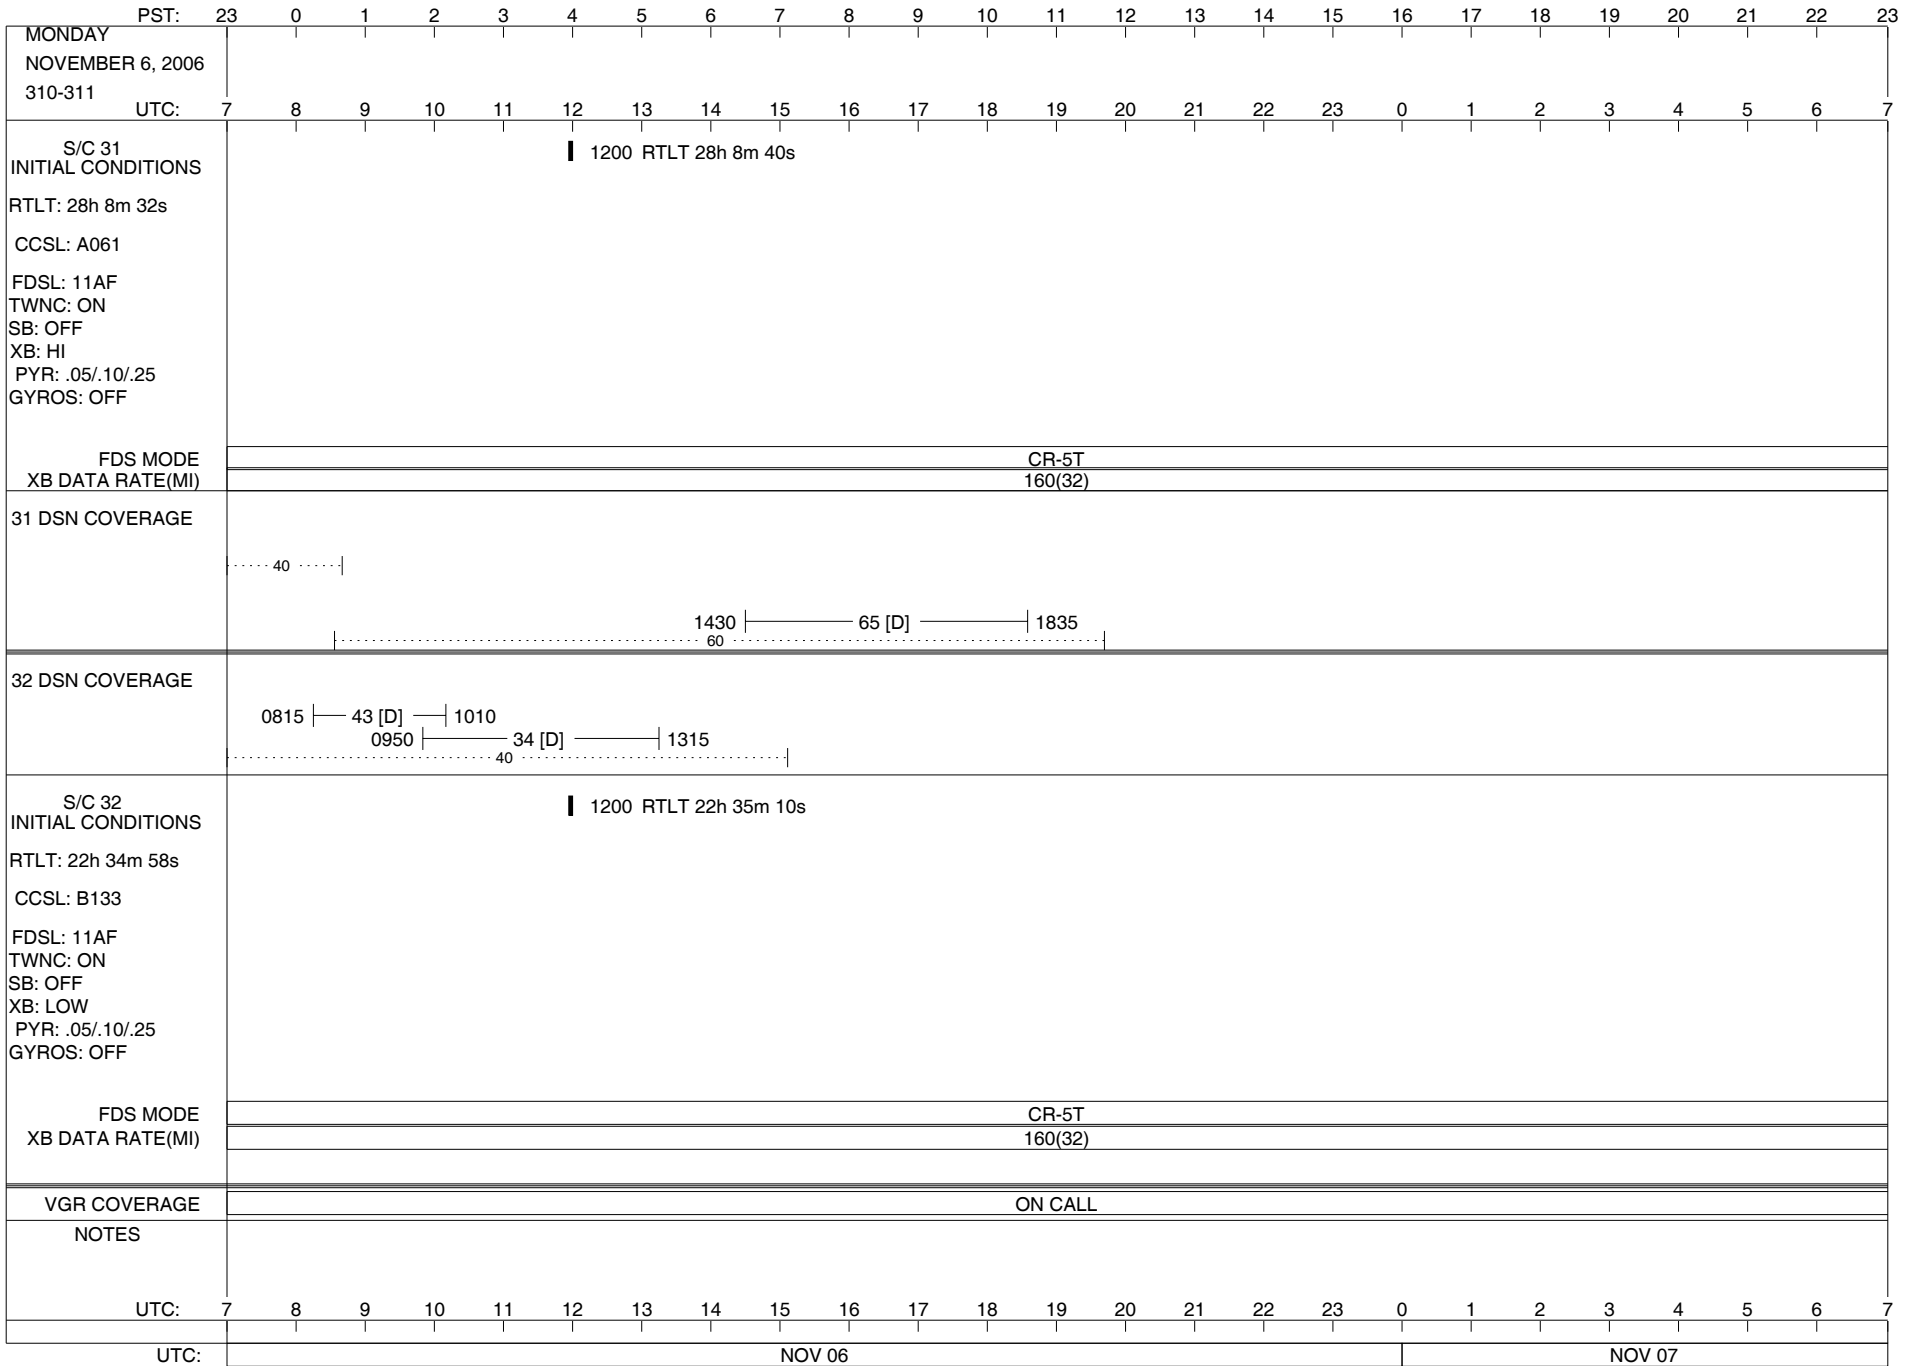 PST: 23 0 1 2 3 4 5 6 7 8 9 10 11 12 13 14 15 16 17 18 19 20 21 22 23
MONDAY
NOVEMBER 6, 2006
310-311
UTC: 7 8 9 10 11 12 13 14 15 16 17 18 19 20 21 22 23 0 1 2 3 4 5 6 7
S/C 31
INITIAL CONDITIONS
1200 RTLT 28h 8m 40s
RTLT: 28h 8m 32s
CCSL: A061
FDSL: 11AF
TWNC: ON
SB: OFF
XB: HI
PYR: .05/.10/.25
GYROS: OFF
FDS MODE CR-5T
XB DATA RATE(MI) 160(32)
31 DSN COVERAGE
40
1430 65 [D] 1835
60
32 DSN COVERAGE
0815 43 [D] 1010
0950 34 [D] 1315
40
S/C 32
INITIAL CONDITIONS
1200 RTLT 22h 35m 10s
RTLT: 22h 34m 58s
CCSL: B133
FDSL: 11AF
TWNC: ON
SB: OFF
XB: LOW
PYR: .05/.10/.25
GYROS: OFF
FDS MODE CR-5T
XB DATA RATE(MI) 160(32)
VGR COVERAGE ON CALL
NOTES
UTC: 7 8 9 10 11 12 13 14 15 16 17 18 19 20 21 22 23 0 1 2 3 4 5 6 7
UTC: NOV 06 NOV 07